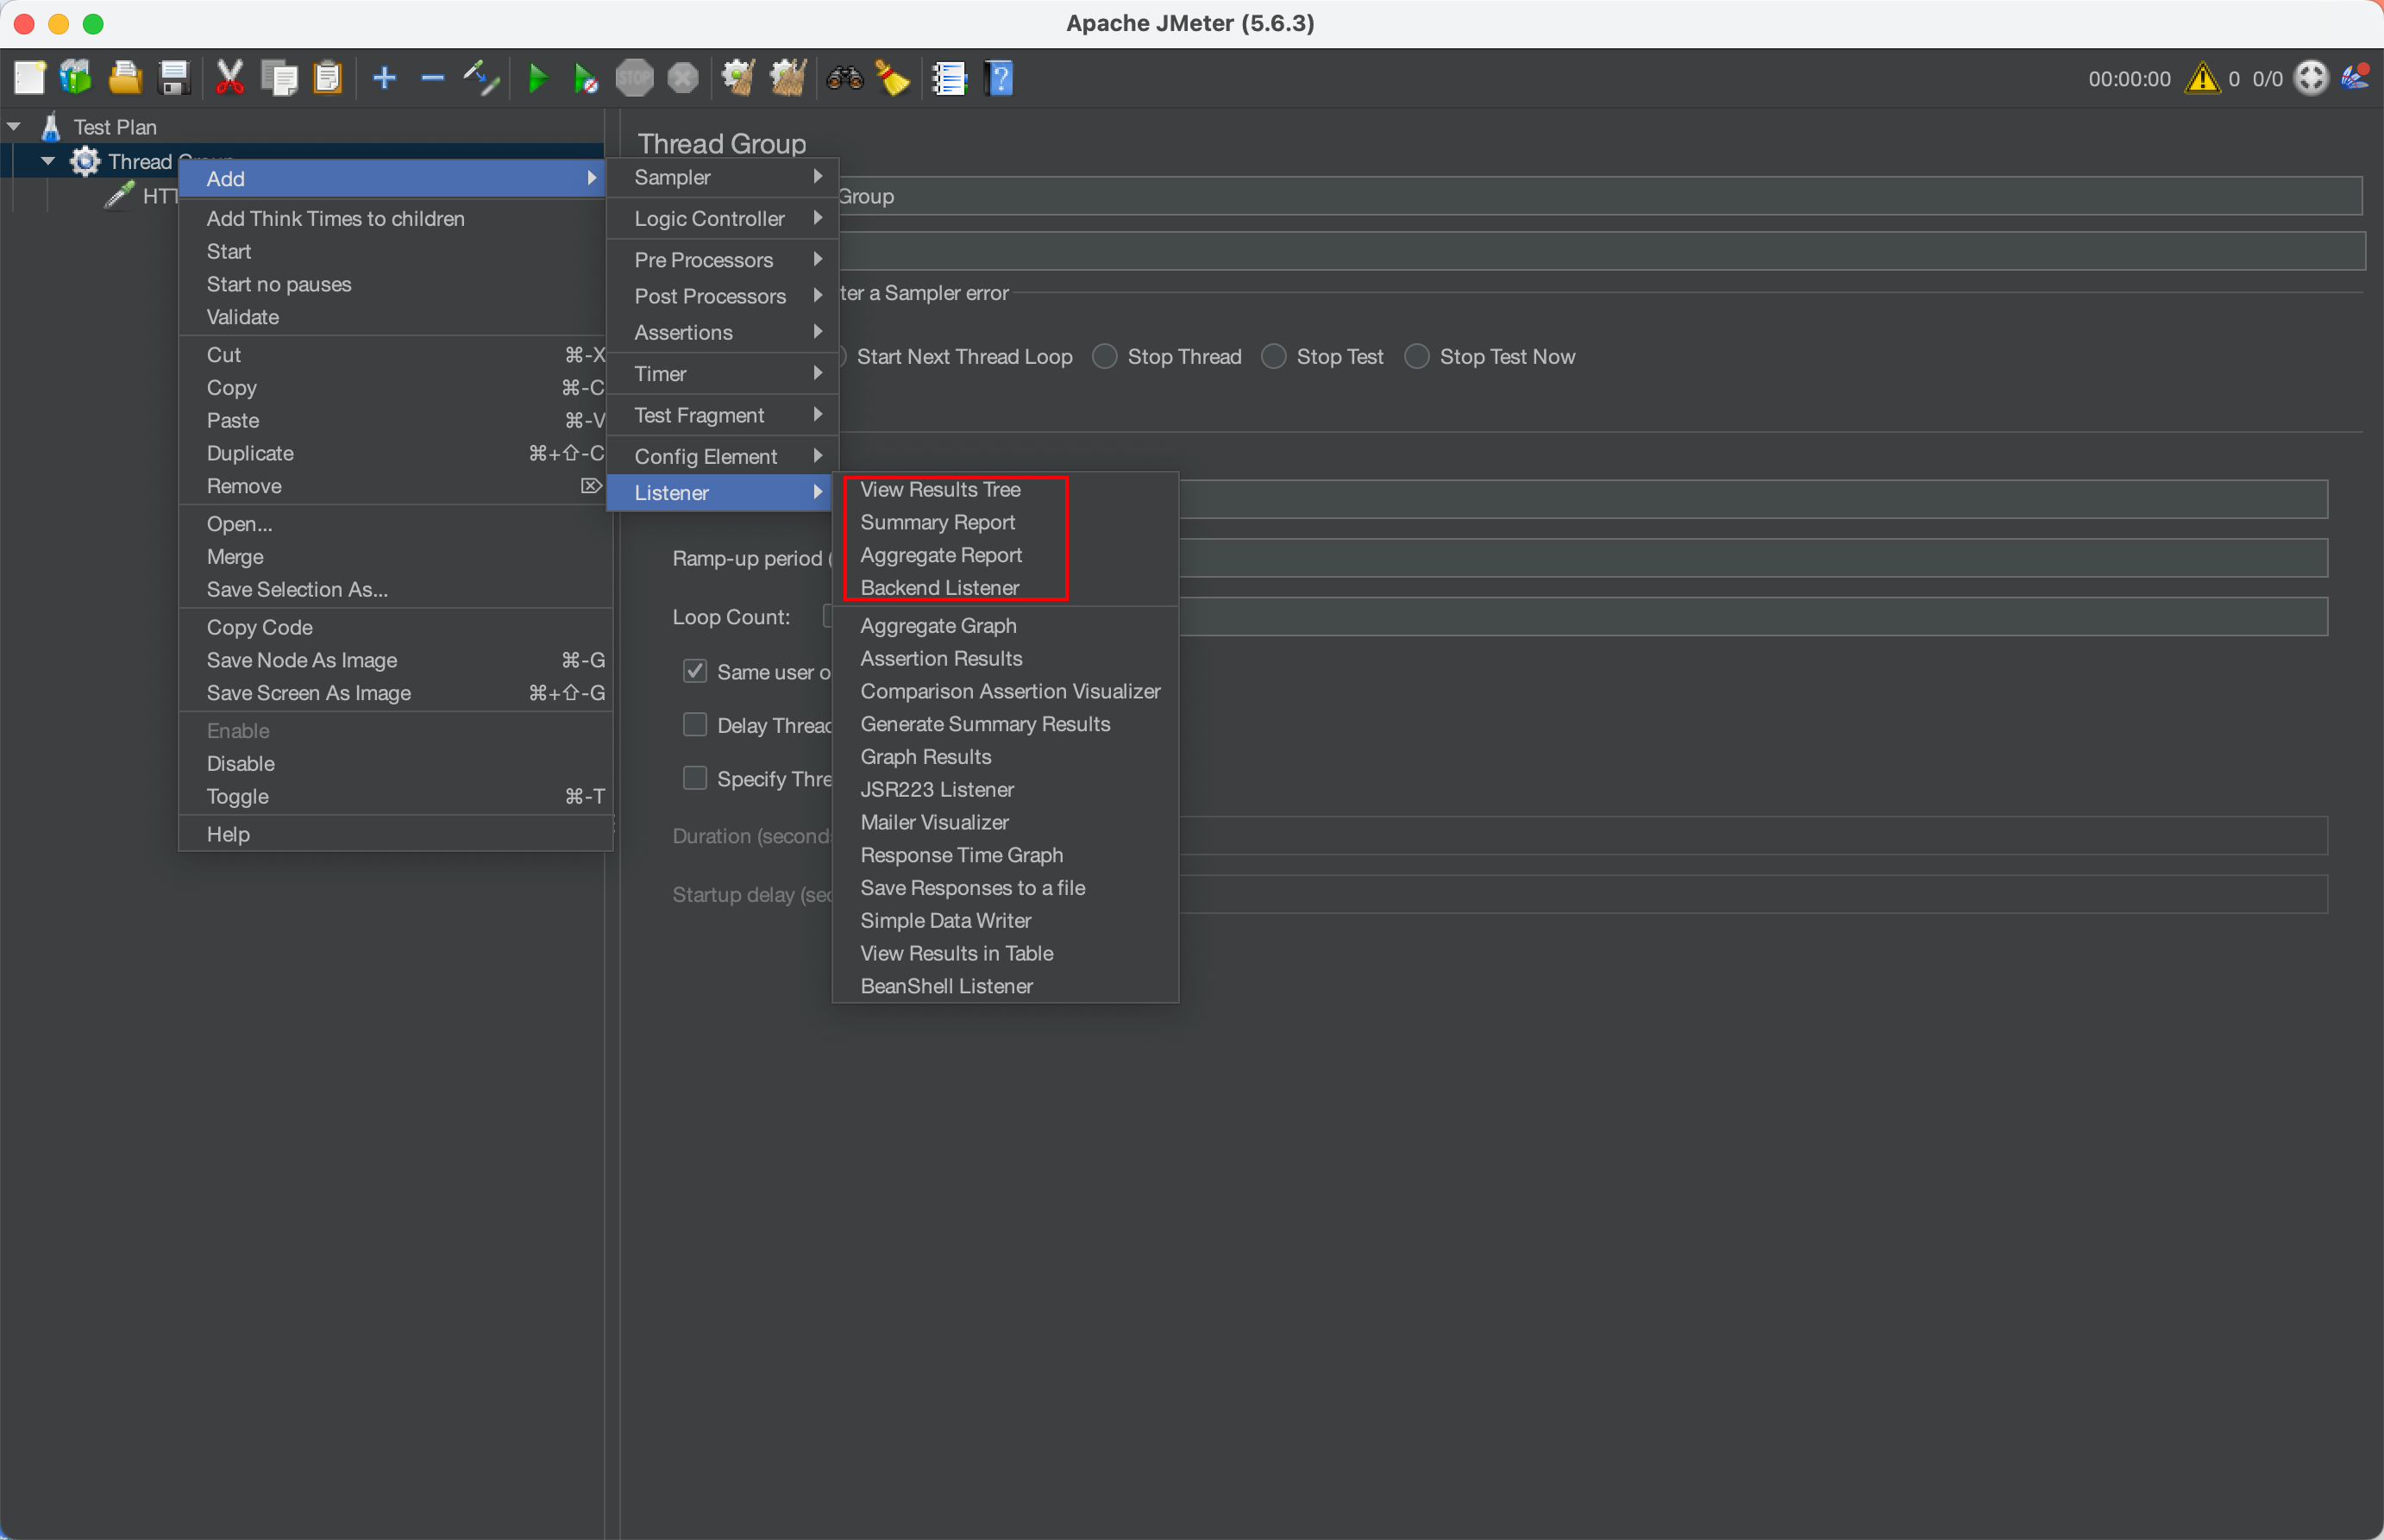 Apache JMeter (5.6.3)
STOP
00:00:00
0
0/0
Test Plan
Thread Group
HTT
Add
Add Think Times to children
Start
Start no pauses
Validate
Cut ⌘-X
Copy ⌘-C
Paste ⌘-V
Duplicate ⌘+⇧-C
Remove ⌦
Open...
Merge
Save Selection As...
Copy Code
Save Node As Image ⌘-G
Save Screen As Image ⌘+⇧-G
Enable
Disable
Toggle ⌘-T
Help
Sampler
Logic Controller
Pre Processors
Post Processors
Assertions
Timer
Test Fragment
Config Element
Listener
View Results Tree
Summary Report
Aggregate Report
Backend Listener
Aggregate Graph
Assertion Results
Comparison Assertion Visualizer
Generate Summary Results
Graph Results
JSR223 Listener
Mailer Visualizer
Response Time Graph
Save Responses to a file
Simple Data Writer
View Results in Table
BeanShell Listener
Thread Group
Group
ter a Sampler error
Start Next Thread Loop Stop Thread Stop Test Stop Test Now
Ramp-up period (
Loop Count:
Same user o
Delay Thread
Specify Thre
Duration (seconds
Startup delay (sec